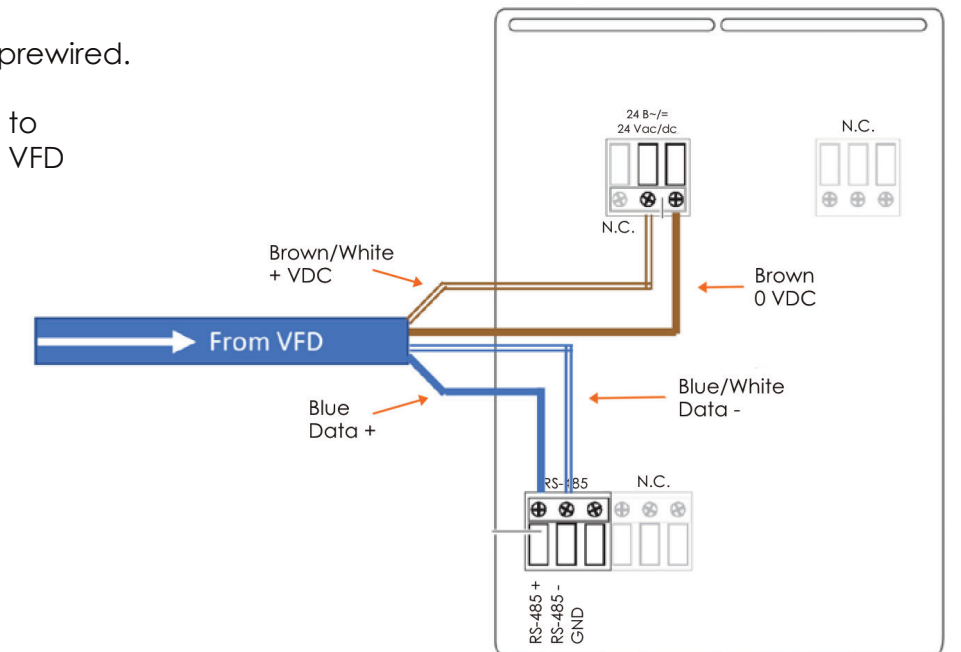 prewired.
to
VFD
24 B~/=
24 Vac/dc
N.C.
N.C.
Brown/White
+ VDC
Brown
0 VDC
From VFD
Blue
Data +
Blue/White
Data -
RS-485
N.C.
RS-485 +
RS-485 -
GND